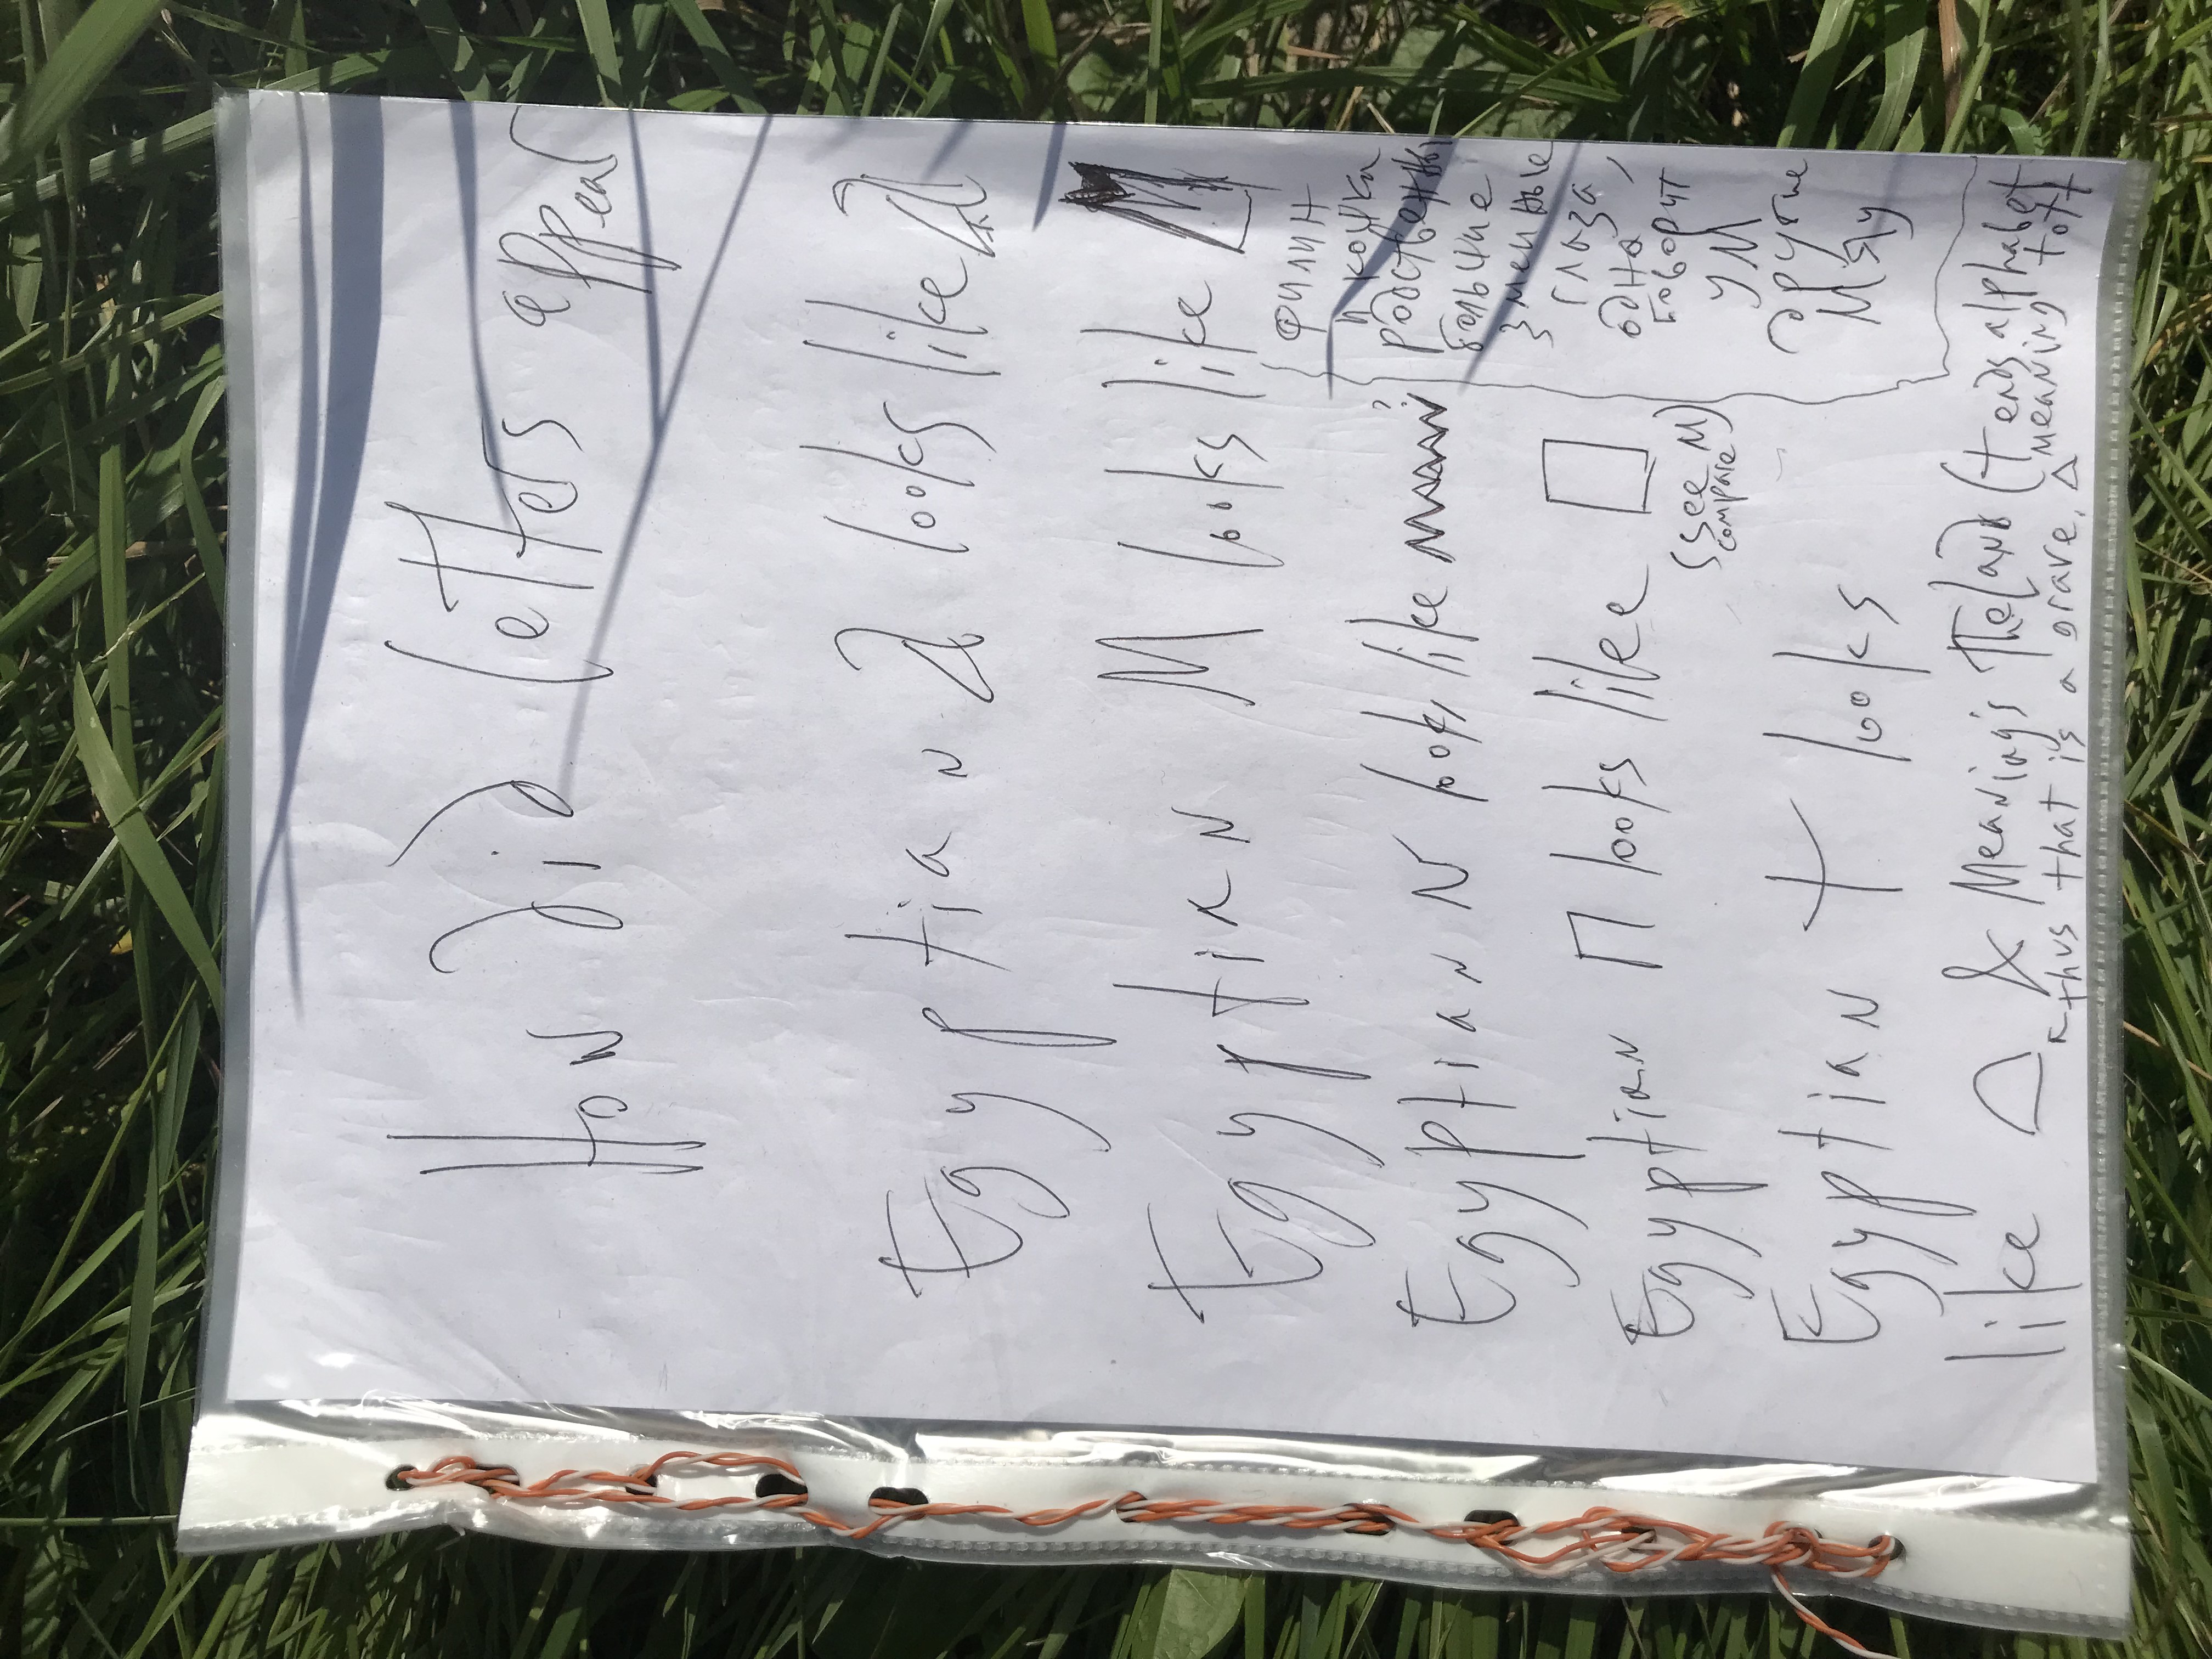 How did letters appear
Egyptian a looks like
Egyptian M looks like
Egyptian N looks like
Egyptian П looks like
(see M)
compare
Egyptian t looks
like & Meaning's The Land (t ends alphabet
thus that is a grave. meaning tott
филин
и кошка
родственны
большие
змеиные
глаза,
одна
говорит
УМ
другие
Мяу